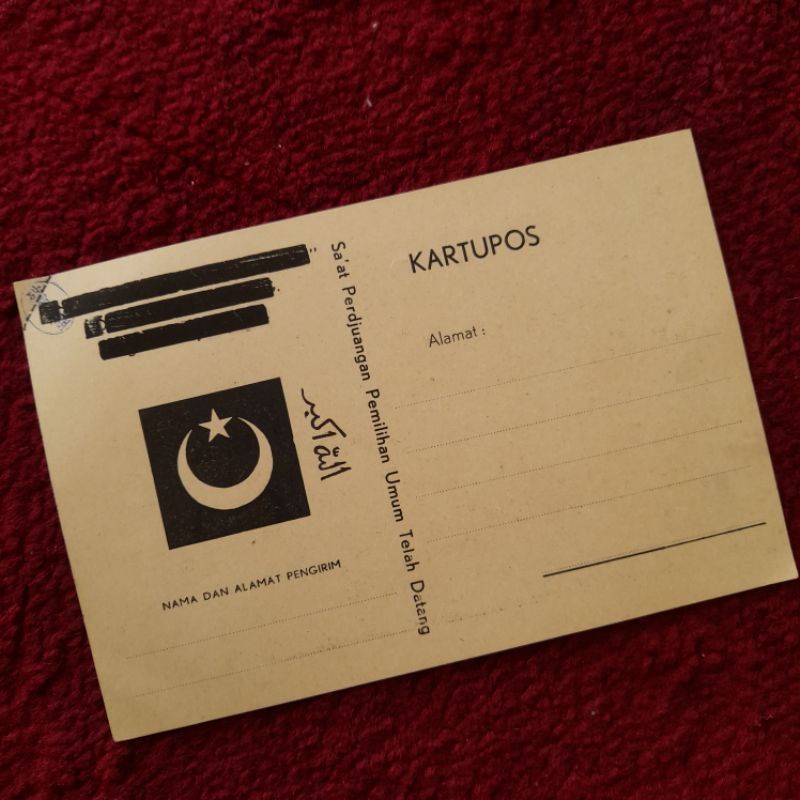 KARTUPOS
Alamat :
Sa'at Perdjuangan Pemilihan Umum Telah Datang
الله اكبر
NAMA DAN ALAMAT PENGIRIM